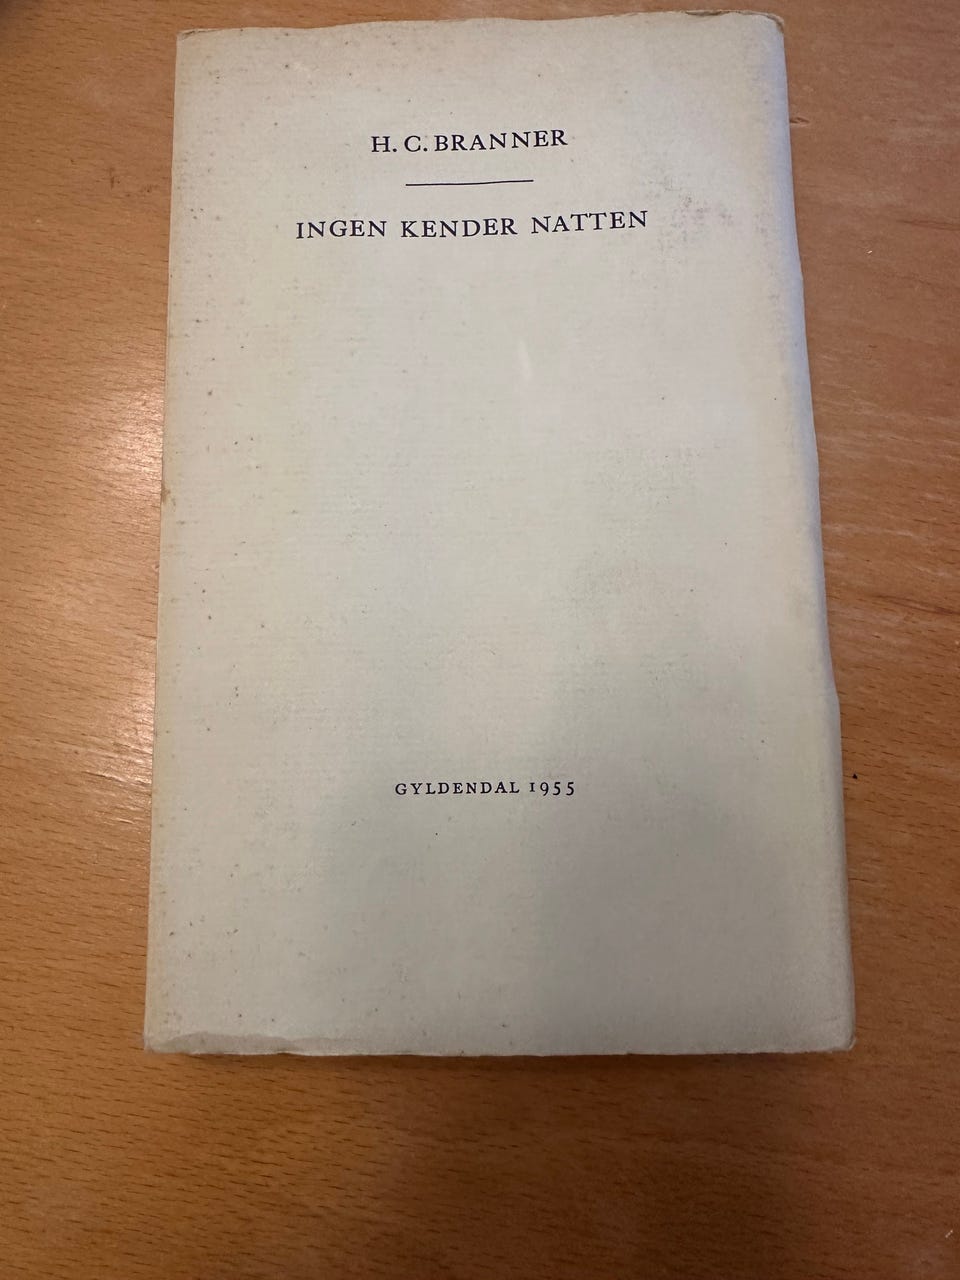 H. C. BRANNER
INGEN KENDER NATTEN
GYLDENDAL 1955